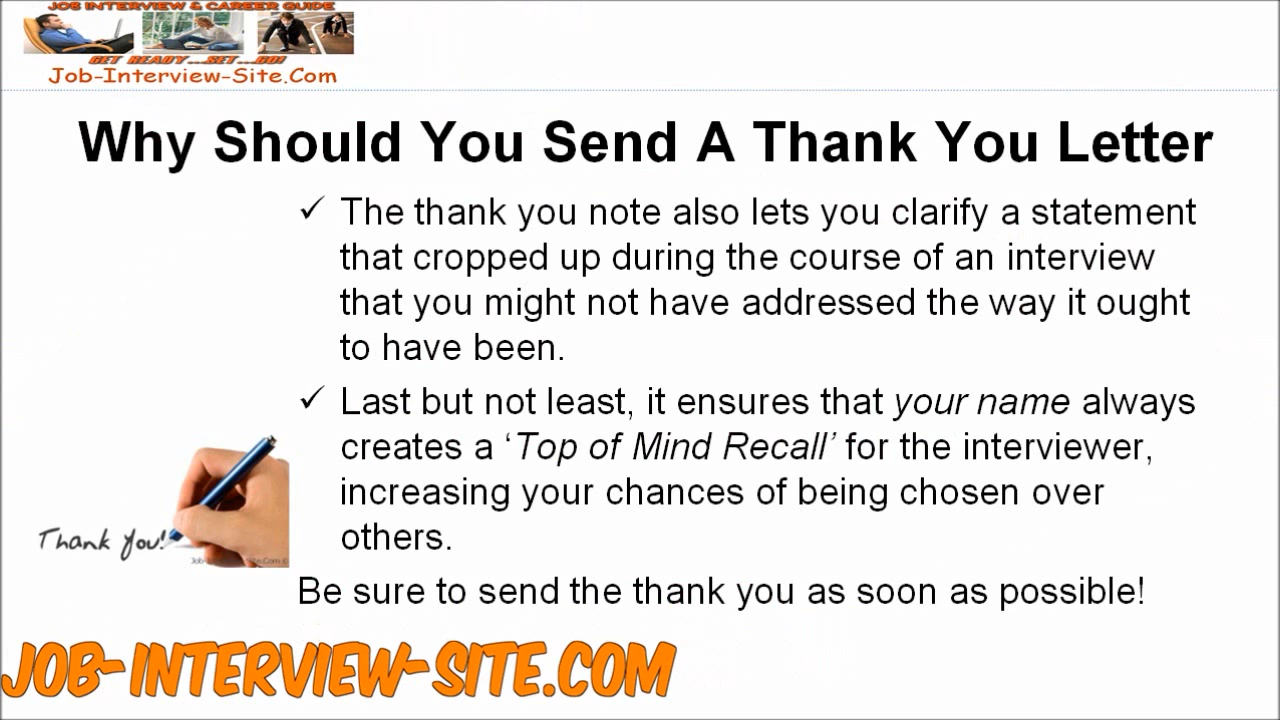 JOB INTERVIEW & CAREER GUIDE
GET READY...SET...GO!
Job-Interview-Site.Com
Why Should You Send A Thank You Letter
✓ The thank you note also lets you clarify a statement
that cropped up during the course of an interview
that you might not have addressed the way it ought
to have been.
✓ Last but not least, it ensures that your name always
creates a ‘Top of Mind Recall’ for the interviewer,
increasing your chances of being chosen over
others.
Thank You!
Be sure to send the thank you as soon as possible!
JOB-INTERVIEW-SITE.COM